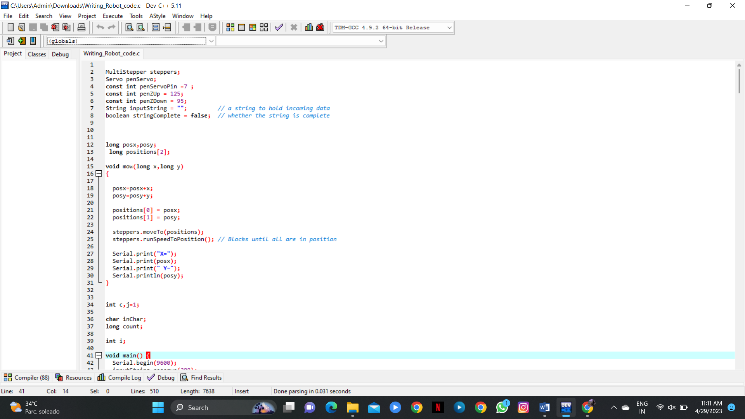 C:\Users\Admin\Downloads\Writing_Robot_code.c - Dev C++ 5.11
File Edit Search View Project Execute Tools AStyle Window Help
TDM-GCC 4.9.2 64-bit Release
(globals)
Project Classes Debug
Writing_Robot_code.c
1
2 MultiStepper steppers;
3 Servo penServo;
4 const int penServoPin =7 ;
5 const int penZUp = 125;
6 const int penZDown = 95;
7 String inputString = ""; // a string to hold incoming data
8 boolean stringComplete = false; // whether the string is complete
9
10
11
12 long posx,posy;
13 long positions[2];
14
15 void mov(long x,long y)
16 {
17
18 posx=posx+x;
19 posy=posy+y;
20
21 positions[0] = posx;
22 positions[1] = posy;
23
24 steppers.moveTo(positions);
25 steppers.runSpeedToPosition(); // Blocks until all are in position
26
27 Serial.print("X=");
28 Serial.print(posx);
29 Serial.print(" Y=");
30 Serial.println(posy);
31 }
32
33
34 int c,j=1;
35
36 char inChar;
37 long count;
38
39 int i;
40
41 void main() {
42 Serial.begin(9600);
Compiler (88) Resources Compile Log Debug Find Results
Line: 41 Col: 14 Sel: 0 Lines: 510 Length: 7638 Insert Done parsing in 0.031 seconds
34°C
Parc. soleado
Search
ENG
IN
11:11 AM
4/29/2023